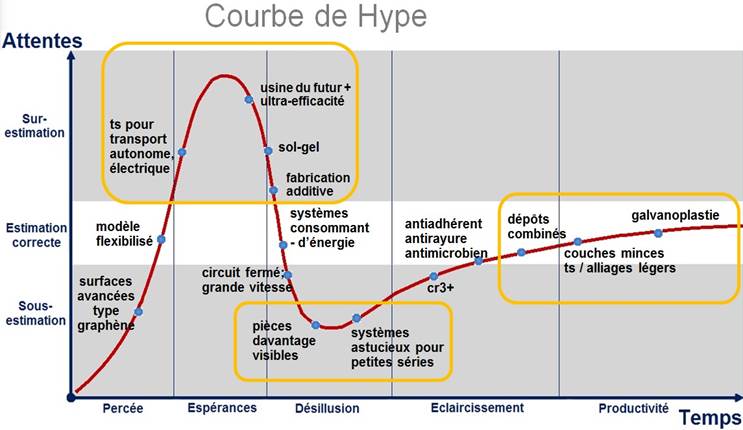 Courbe de Hype
Attentes
Sur-
estimation
Estimation
correcte
Sous-
estimation
usine du futur +
ultra-efficacité
ts pour
transport
autonome,
électrique
sol-gel
fabrication
additive
modèle
flexibilisé
systèmes
consommant
- d'énergie
antiadhérent
antirayure
antimicrobien
dépôts
combinés
galvanoplastie
couches minces
ts / alliages légers
surfaces
avancées
type
graphène
circuit fermé;
grande vitesse
cr3+
pièces
davantage
visibles
systèmes
astucieux pour
petites séries
Percée
Espérances
Désillusion
Eclaircissement
Productivité
Temps